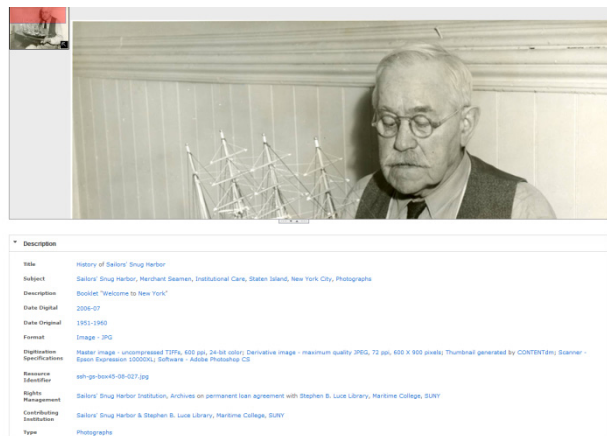 Description
Title History of Sailors' Snug Harbor
Subject Sailors' Snug Harbor, Merchant Seamen, Institutional Care, Staten Island, New York City, Photographs
Description Booklet "Welcome to New York"
Date Digital 2006-07
Date Original 1951-1960
Format Image - JPG
Digitization Master image - uncompressed TIFFs, 600 ppi, 24-bit color; Derivative image - maximum quality JPEG, 72 ppi, 600 X 900 pixels; Thumbnail generated by CONTENTdm; Scanner -
Specifications Epson Expression 10000XL; Software - Adobe Photoshop CS
Resource
Identifier ssh-gs-box45-08-027.jpg
Rights
Management Sailors' Snug Harbor Institution, Archives on permanent loan agreement with Stephen B. Luce Library, Maritime College, SUNY
Contributing
Institution Sailors' Snug Harbor & Stephen B. Luce Library, Maritime College, SUNY
Type Photographs